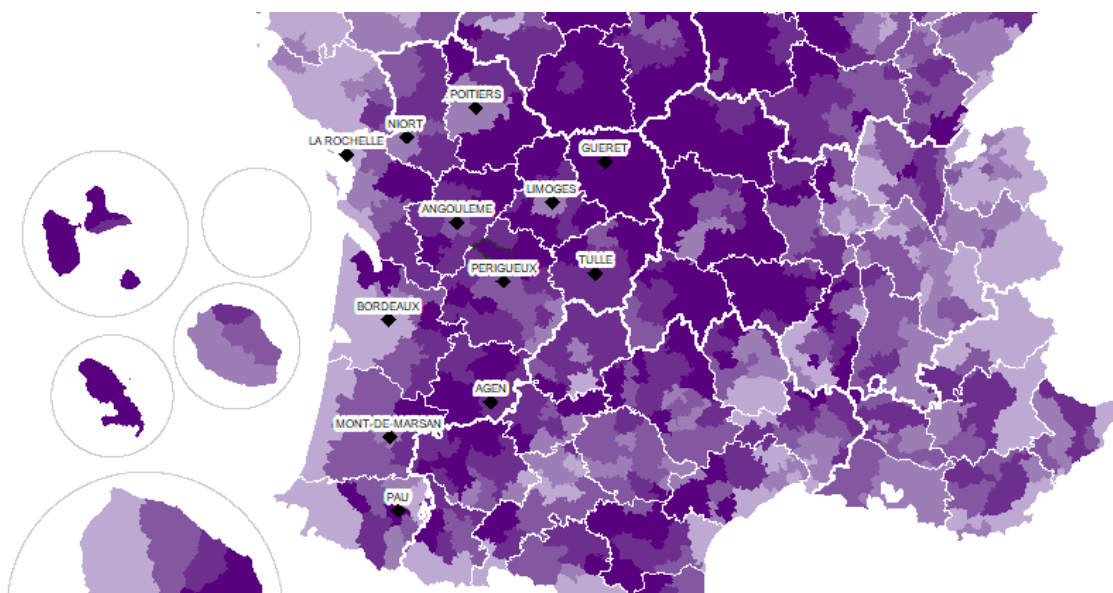 POITIERS
NIORT
LA ROCHELLE
GUERET
LIMOGES
ANGOULEME
PERIGUEUX
TULLE
BORDEAUX
AGEN
MONT-DE-MARSAN
PAU